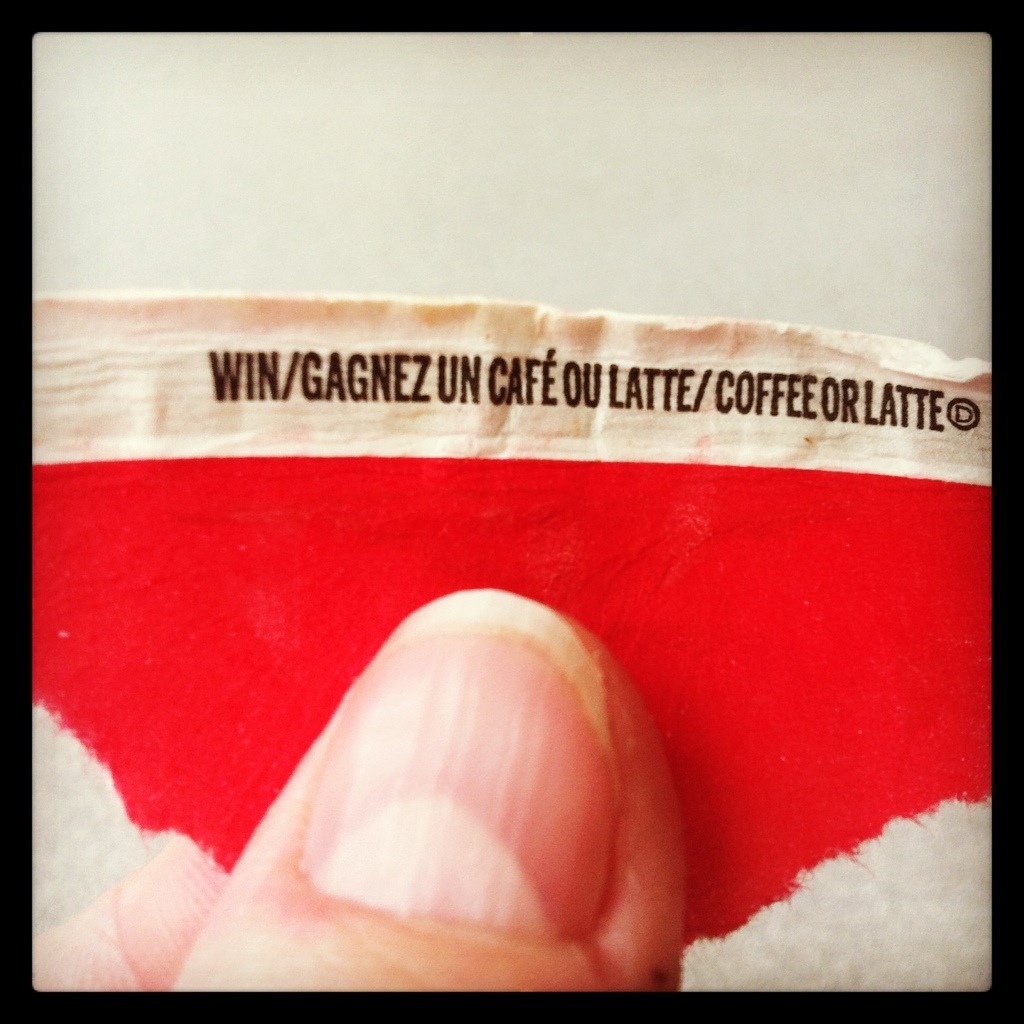 WIN/GAGNEZ UN CAFÉ OU LATTE/ COFFEE OR LATTE Ⓓ